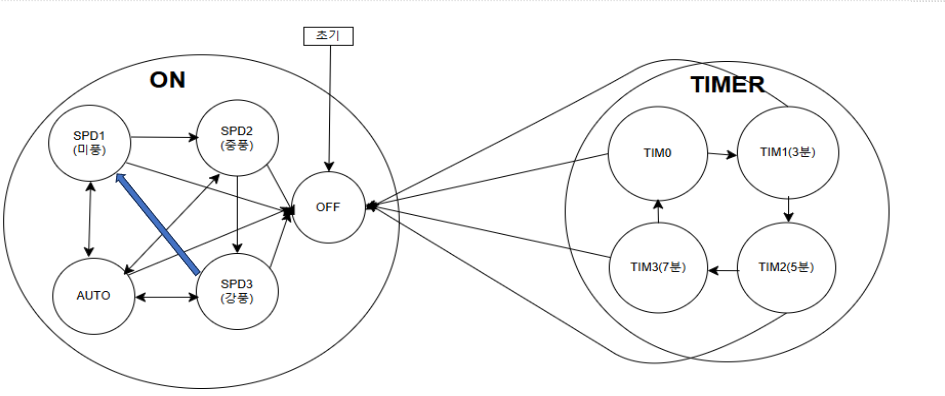 초기
ON
TIMER
SPD1
(미풍)
SPD2
(중풍)
OFF
TIM0
TIM1(3분)
AUTO
SPD3
(강풍)
TIM3(7분)
TIM2(5분)